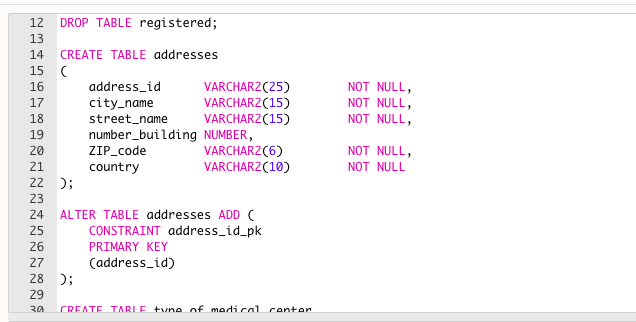 12 DROP TABLE registered;
13
14 CREATE TABLE addresses
15 (
16     address_id      VARCHAR2(25)        NOT NULL,
17     city_name       VARCHAR2(15)        NOT NULL,
18     street_name     VARCHAR2(15)        NOT NULL,
19     number_building NUMBER,
20     ZIP_code        VARCHAR2(6)         NOT NULL,
21     country         VARCHAR2(10)        NOT NULL
22 );
23
24 ALTER TABLE addresses ADD (
25     CONSTRAINT address_id_pk
26     PRIMARY KEY
27     (address_id)
28 );
29
30 CREATE TABLE type_of_medical_center